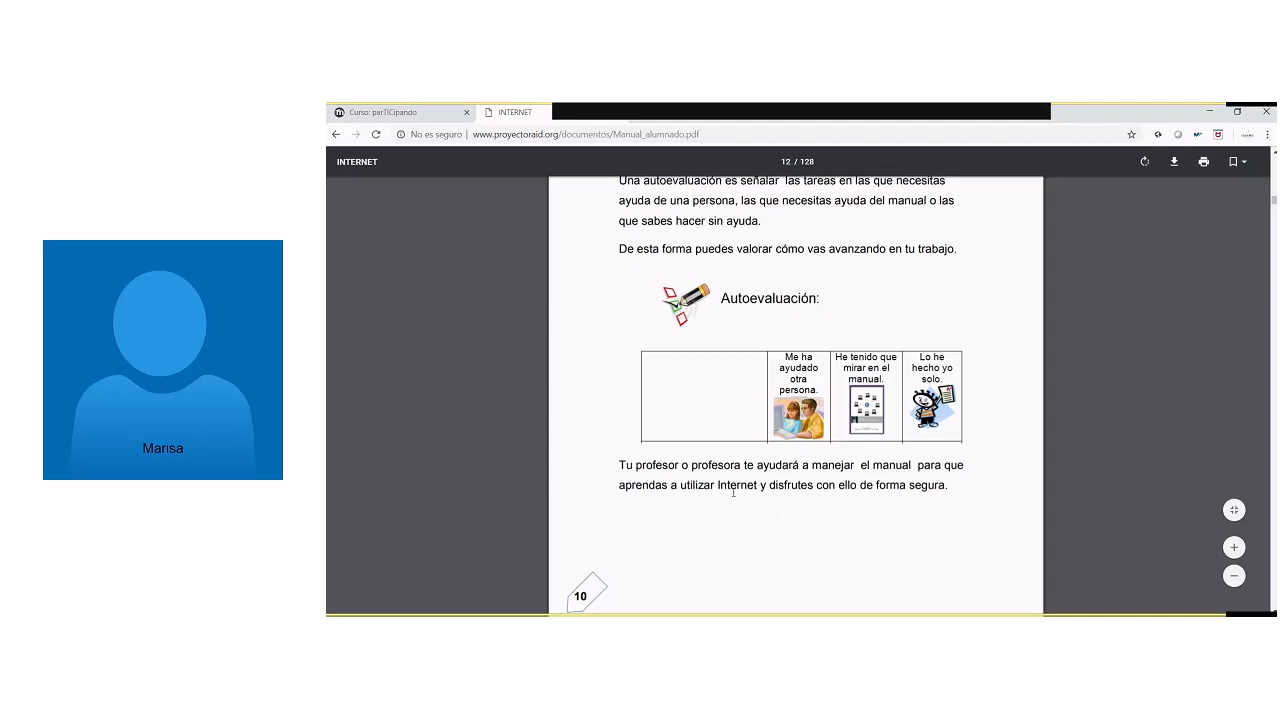 Curso: parTICipando
INTERNET
No es seguro | www.proyectoraid.org/documentos/Manual_alumnado.pdf
INTERNET
12 / 128
Una autoevaluación es señalar las tareas en las que necesitas
ayuda de una persona, las que necesitas ayuda del manual o las
que sabes hacer sin ayuda.
De esta forma puedes valorar cómo vas avanzando en tu trabajo.
Autoevaluación:
Me ha
ayudado
otra
persona.
He tenido que
mirar en el
manual.
Lo he
hecho yo
solo.
Tu profesor o profesora te ayudará a manejar el manual para que
aprendas a utilizar Internet y disfrutes con ello de forma segura.
10
Marisa